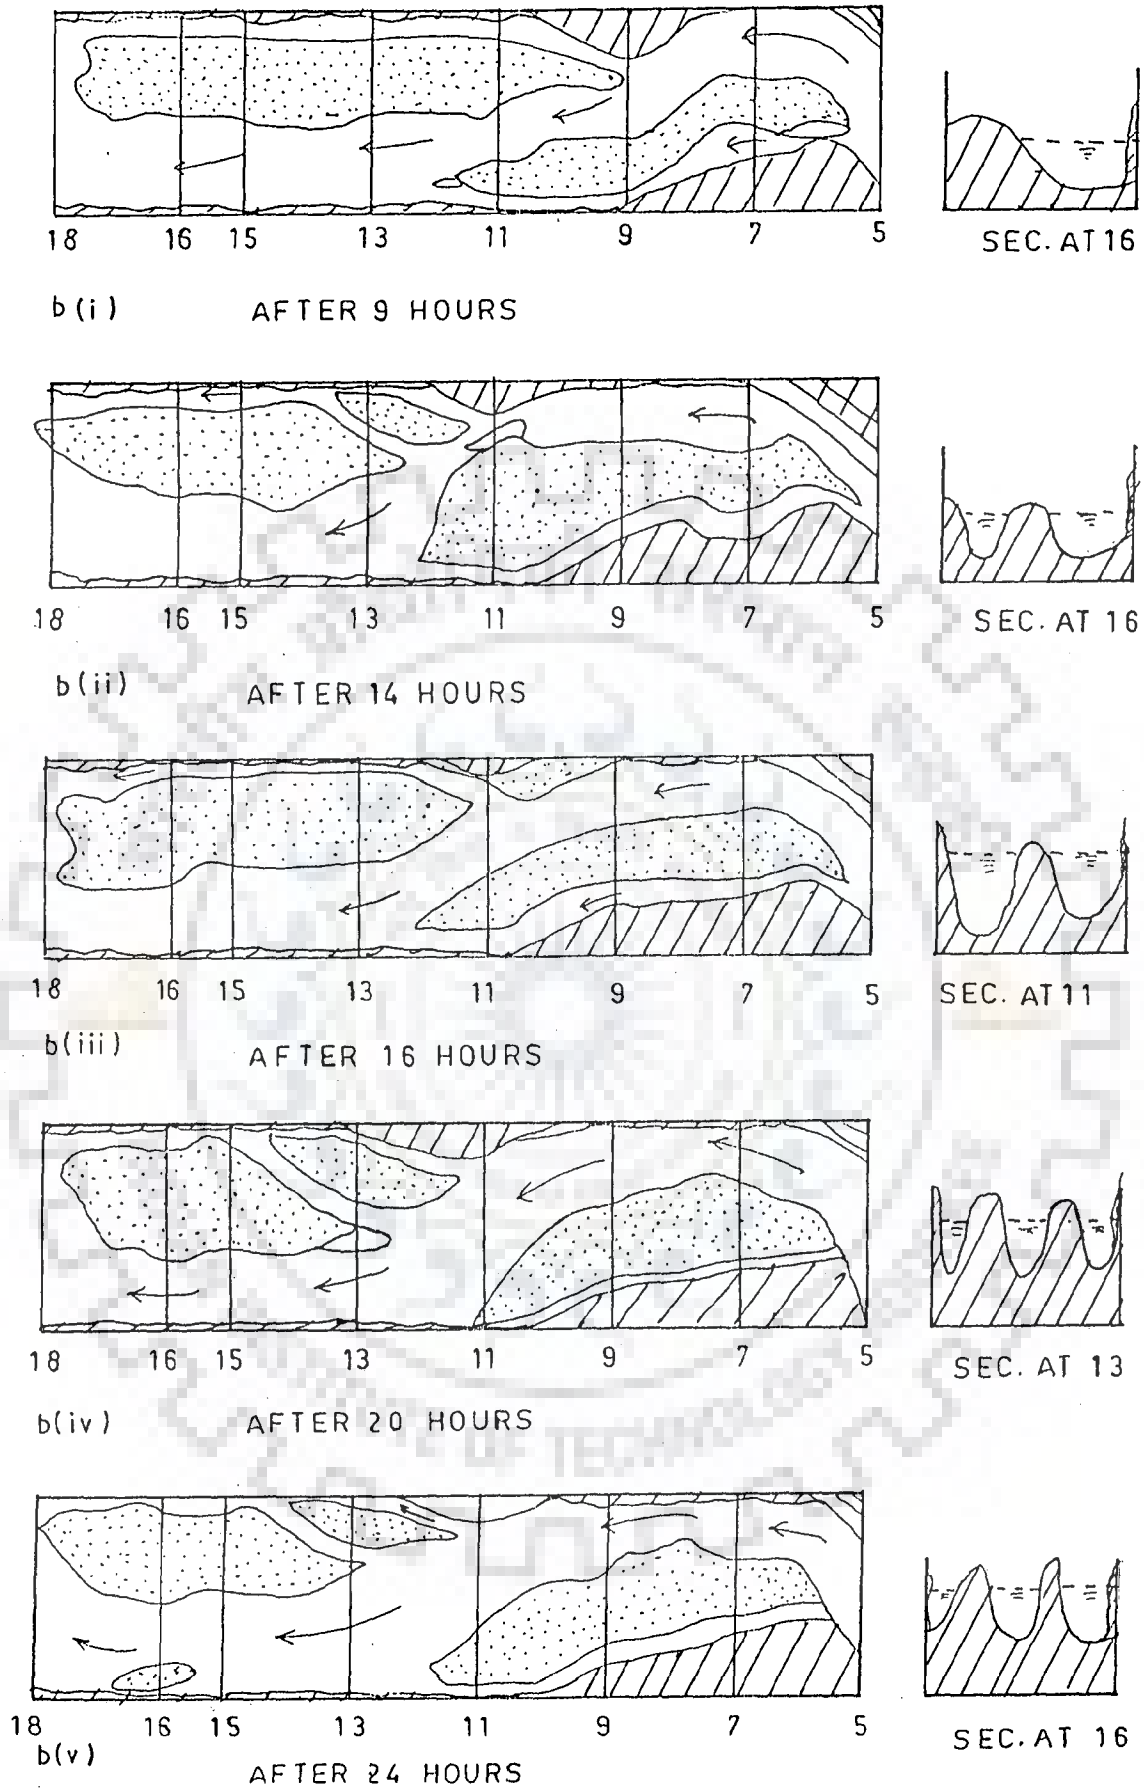 18 16 15 13 11 9 7 5
SEC. AT 16
b(i) AFTER 9 HOURS
18 16 15 13 11 9 7 5
SEC. AT 16
b(ii) AFTER 14 HOURS
18 16 15 13 11 9 7 5
SEC. AT 11
b(iii) AFTER 16 HOURS
18 16 15 13 11 9 7 5
SEC. AT 13
b(iv) AFTER 20 HOURS
18 16 15 13 11 9 7 5
SEC. AT 16
b(v) AFTER 24 HOURS
OF TECHNOLOGY